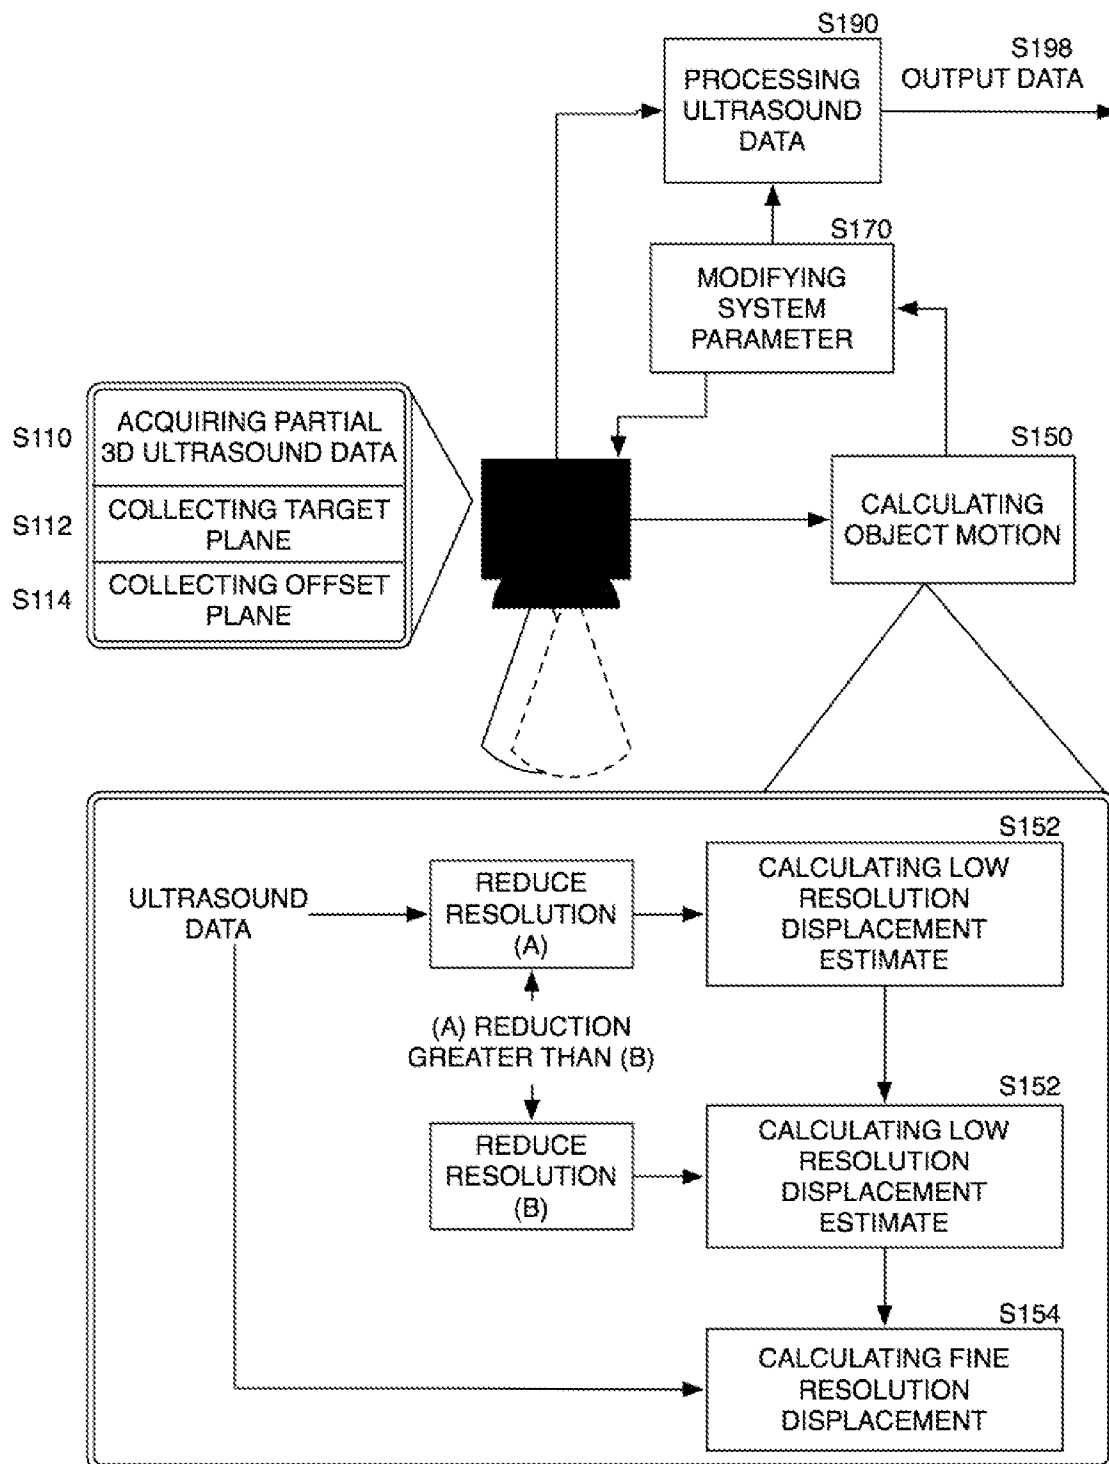 S190
PROCESSING
ULTRASOUND
DATA
S198
OUTPUT DATA
S170
MODIFYING
SYSTEM
PARAMETER
S110
ACQUIRING PARTIAL
3D ULTRASOUND DATA
S112
COLLECTING TARGET
PLANE
S114
COLLECTING OFFSET
PLANE
S150
CALCULATING
OBJECT MOTION
ULTRASOUND
DATA
REDUCE
RESOLUTION
(A)
S152
CALCULATING LOW
RESOLUTION
DISPLACEMENT
ESTIMATE
(A) REDUCTION
GREATER THAN (B)
REDUCE
RESOLUTION
(B)
S152
CALCULATING LOW
RESOLUTION
DISPLACEMENT
ESTIMATE
S154
CALCULATING FINE
RESOLUTION
DISPLACEMENT